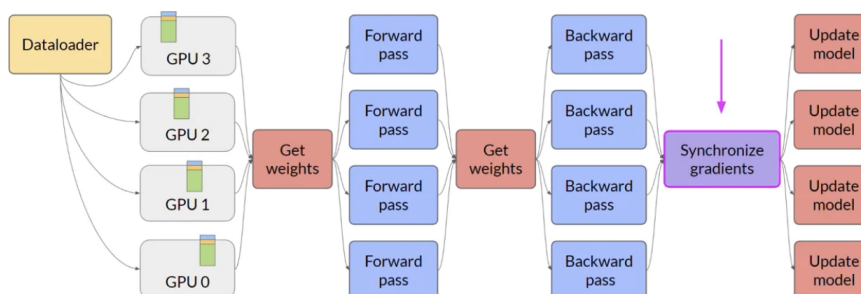 Dataloader
GPU 3
GPU 2
GPU 1
GPU 0
Get
weights
Forward
pass
Forward
pass
Forward
pass
Forward
pass
Get
weights
Backward
pass
Backward
pass
Backward
pass
Backward
pass
Synchronize
gradients
Update
model
Update
model
Update
model
Update
model